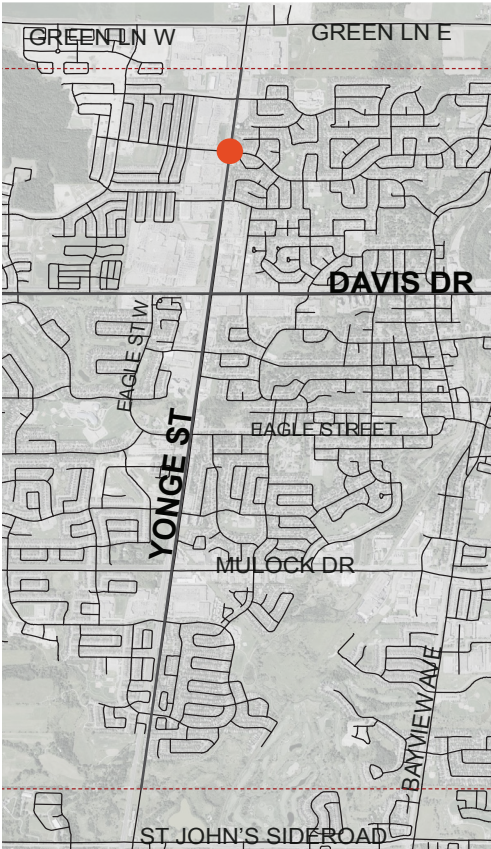 GREEN LN W
GREEN LN E
DAVIS DR
EAGLE ST W
YONGE ST
EAGLE STREET
MULOCK DR
BAYVIEW AVE
ST JOHN'S SIDEROAD